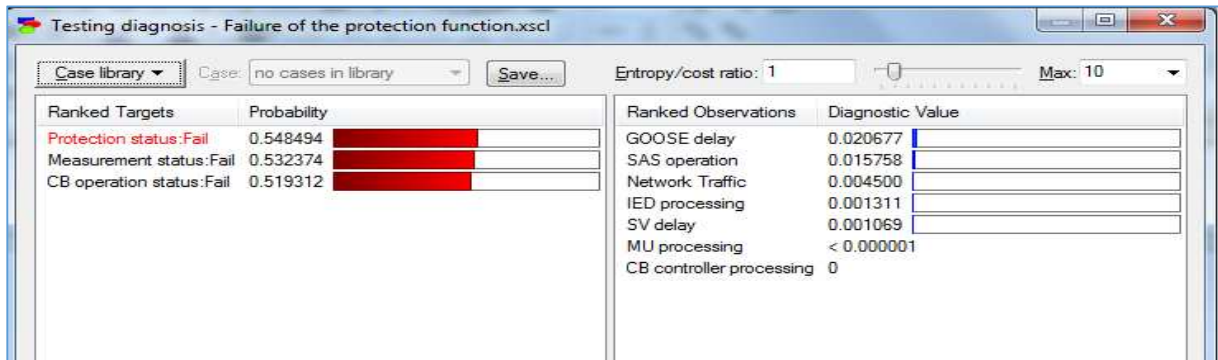 Testing diagnosis - Failure of the protection function.xscl
Case library Case: no cases in library Save... Entropy/cost ratio: 1 Max: 10
Ranked Targets Probability
Protection status:Fail 0.548494
Measurement status:Fail 0.532374
CB operation status:Fail 0.519312
Ranked Observations Diagnostic Value
GOOSE delay 0.020677
SAS operation 0.015758
Network Traffic 0.004500
IED processing 0.001311
SV delay 0.001069
MU processing < 0.000001
CB controller processing 0